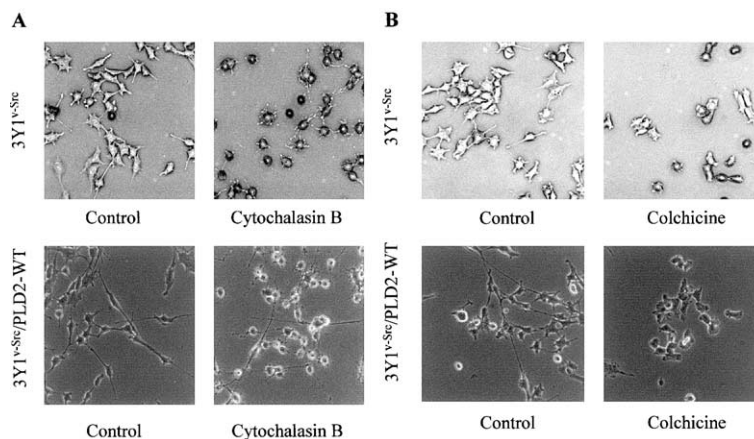 A
B
3Y1v-Src
3Y1v-Src
Control
Cytochalasin B
Control
Colchicine
3Y1v-Src/PLD2-WT
3Y1v-Src/PLD2-WT
Control
Cytochalasin B
Control
Colchicine